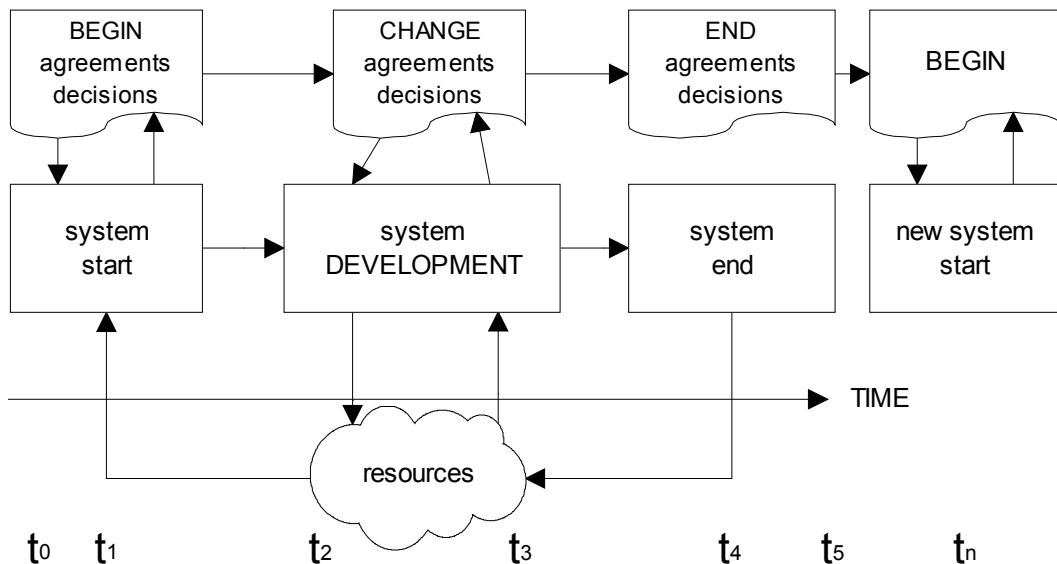 BEGIN
agreements
decisions
CHANGE
agreements
decisions
END
agreements
decisions
BEGIN
system
start
system
DEVELOPMENT
system
end
new system
start
TIME
resources
t0 t1 t2 t3 t4 t5 tn